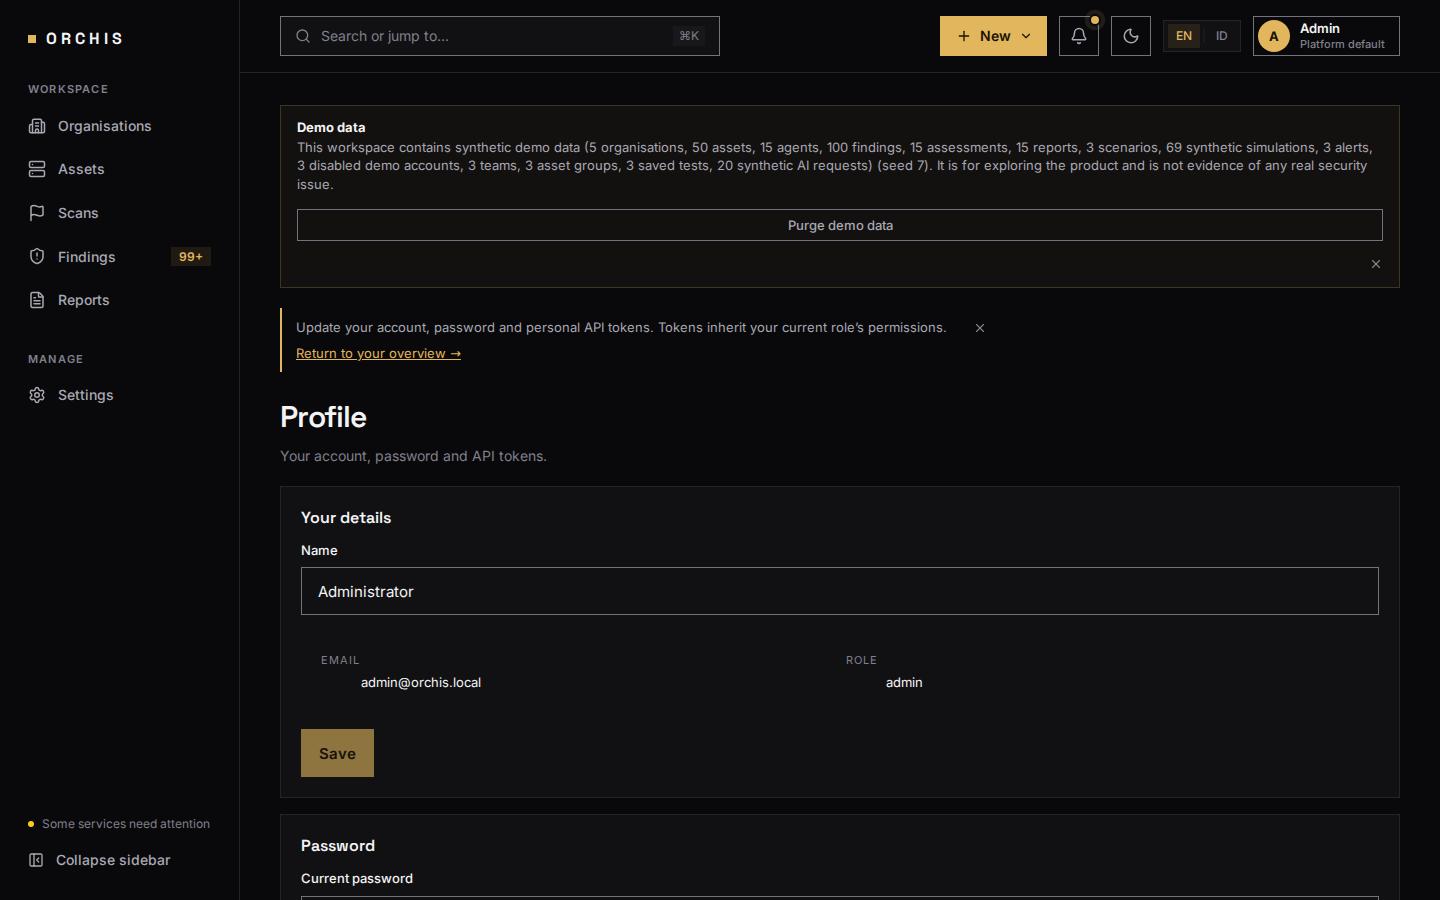 ORCHIS
Search or jump to...
⌘K
New
EN
ID
A
Admin
Platform default
WORKSPACE
Organisations
Assets
Scans
Findings
99+
Reports
MANAGE
Settings
Some services need attention
Collapse sidebar
Demo data
This workspace contains synthetic demo data (5 organisations, 50 assets, 15 agents, 100 findings, 15 assessments, 15 reports, 3 scenarios, 69 synthetic simulations, 3 alerts,
3 disabled demo accounts, 3 teams, 3 asset groups, 3 saved tests, 20 synthetic AI requests) (seed 7). It is for exploring the product and is not evidence of any real security
issue.
Purge demo data
Update your account, password and personal API tokens. Tokens inherit your current role’s permissions.
Return to your overview →
Profile
Your account, password and API tokens.
Your details
Name
Administrator
EMAIL
admin@orchis.local
ROLE
admin
Save
Password
Current password